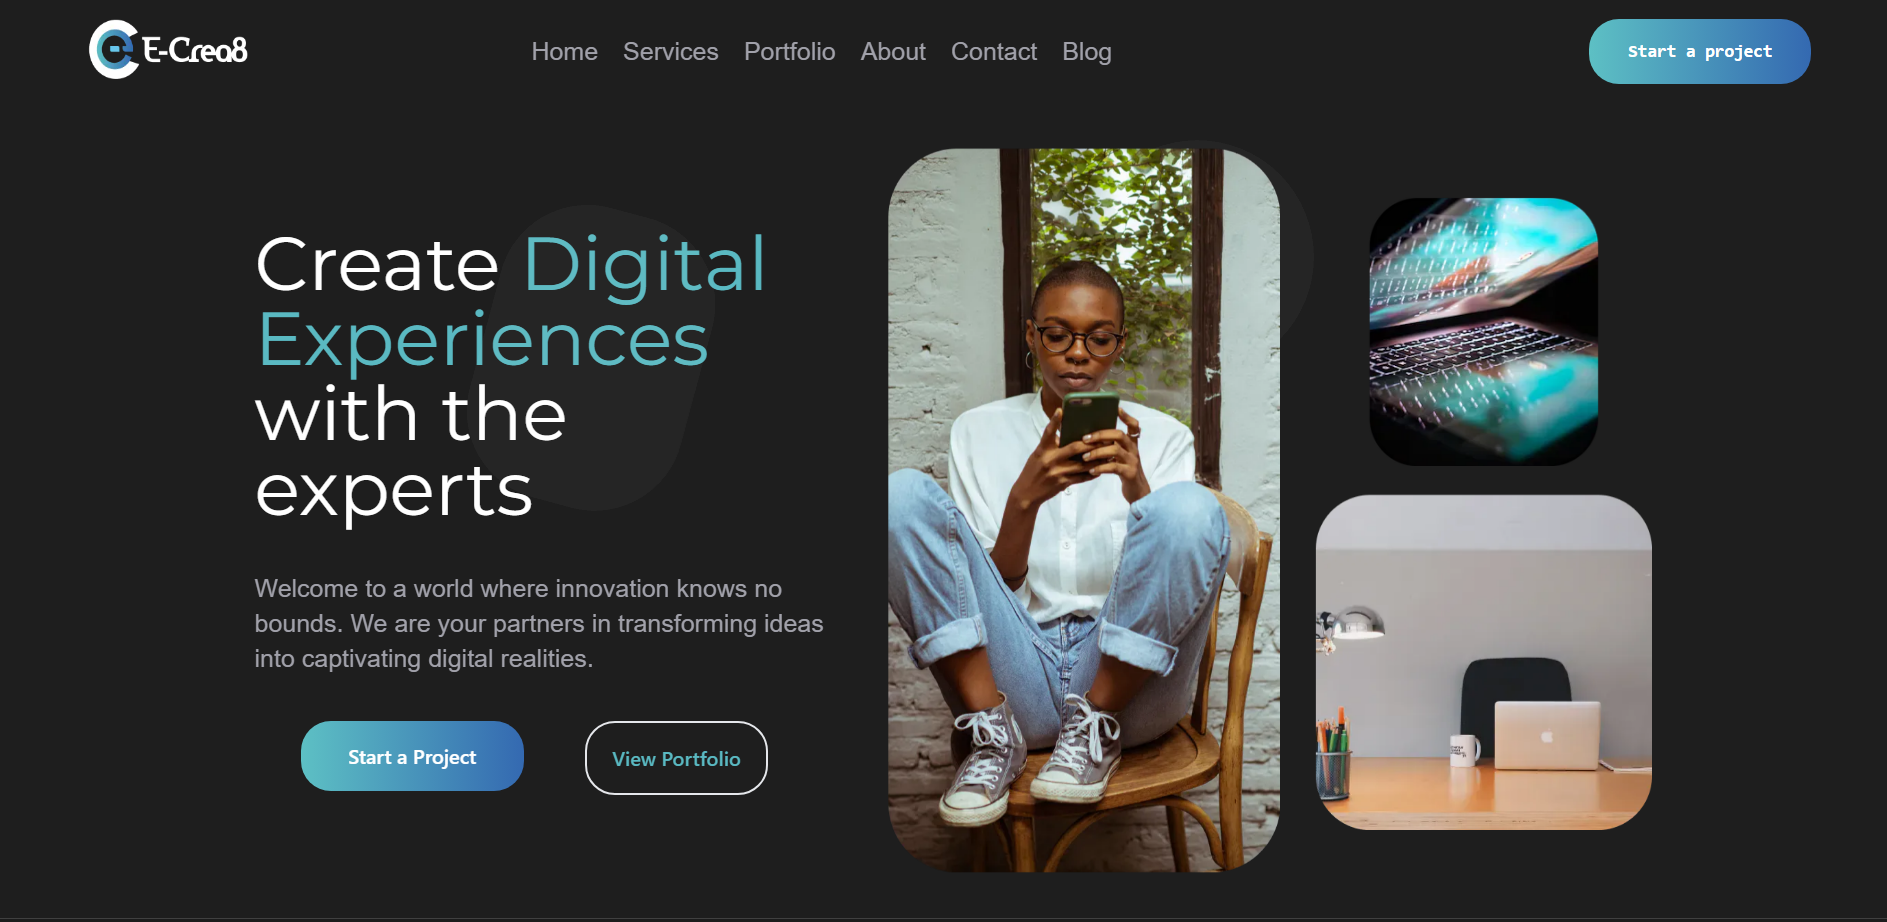 E-Crea8
Home Services Portfolio About Contact Blog
Start a project
Create Digital
Experiences
with the
experts
Welcome to a world where innovation knows no
bounds. We are your partners in transforming ideas
into captivating digital realities.
Start a Project
View Portfolio